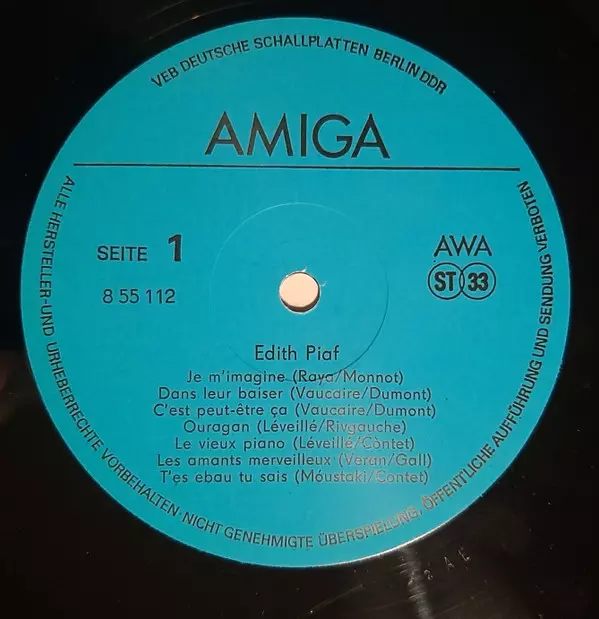 VEB DEUTSCHE SCHALLPLATTEN BERLIN DDR
AMIGA
SEITE 1
8 55 112
AWA
ST 33
Edith Piaf
Je m'imagine (Raya/Monnot)
Dans leur baiser (Vaucaire/Dumont)
C'est peut-être ça (Vaucaire/Dumont)
Ouragan (Léveillé/Rivgauche)
Le vieux piano (Léveillé/Contet)
Les amants merveilleux (Veran/Gall)
T'ęs ebau tu sais (Móustaki/Contet)
ALLE HERSTELLER-UND URHEBERRECHTE VORBEHALTEN · NICHT GENEHMIGTE ÜBERSPIELUNG, ÖFFENTLICHE AUFFÜHRUNG UND SENDUNG VERBOTEN